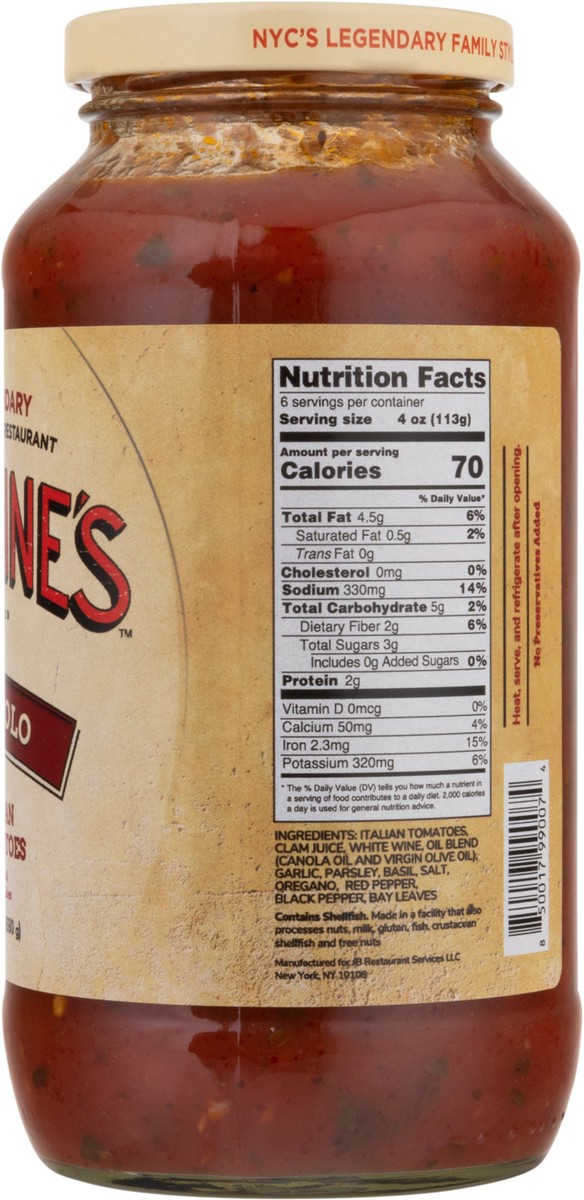 NYC'S LEGENDARY FAMILY STYL
DARY
RESTAURANT
INE'S
™
OLO
AN
TOES
Nutrition Facts
6 servings per container
Serving size 4 oz (113g)
Amount per serving
Calories 70
% Daily Value*
Total Fat 4.5g 6%
Saturated Fat 0.5g 2%
Trans Fat 0g
Cholesterol 0mg 0%
Sodium 330mg 14%
Total Carbohydrate 5g 2%
Dietary Fiber 2g 6%
Total Sugars 3g
Includes 0g Added Sugars 0%
Protein 2g
Vitamin D 0mcg 0%
Calcium 50mg 4%
Iron 2.3mg 15%
Potassium 320mg 6%
* The % Daily Value (DV) tells you how much a nutrient in
a serving of food contributes to a daily diet. 2,000 calories
a day is used for general nutrition advice.
INGREDIENTS: ITALIAN TOMATOES,
CLAM JUICE, WHITE WINE, OIL BLEND
(CANOLA OIL AND VIRGIN OLIVE OIL),
GARLIC, PARSLEY, BASIL, SALT,
OREGANO, RED PEPPER,
BLACK PEPPER, BAY LEAVES
Contains Shellfish. Made in a facility that also
processes nuts, milk, gluten, fish, crustacean
shellfish and tree nuts
Manufactured for JB Restaurant Services LLC
New York, NY 10108
Heat, serve, and refrigerate after opening.
No Preservatives Added
8 50017 99007 4